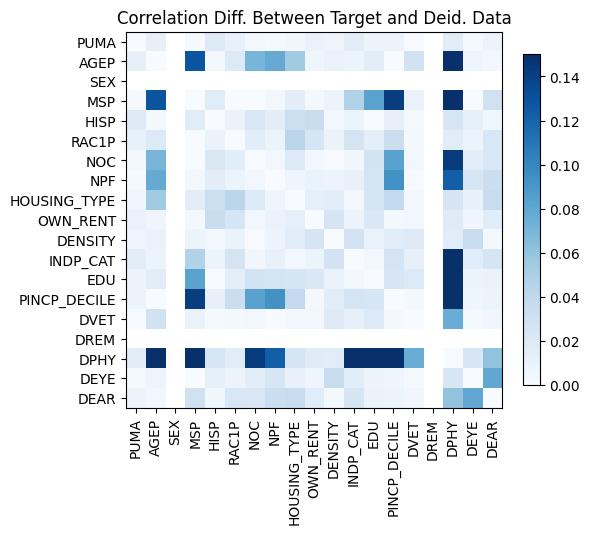 Correlation Diff. Between Target and Deid. Data
PUMA
AGEP
SEX
MSP
HISP
RAC1P
NOC
NPF
HOUSING_TYPE
OWN_RENT
DENSITY
INDP_CAT
EDU
PINCP_DECILE
DVET
DREM
DPHY
DEYE
DEAR
PUMA
AGEP
SEX
MSP
HISP
RAC1P
NOC
NPF
HOUSING_TYPE
OWN_RENT
DENSITY
INDP_CAT
EDU
PINCP_DECILE
DVET
DREM
DPHY
DEYE
DEAR
0.14
0.12
0.10
0.08
0.06
0.04
0.02
0.00